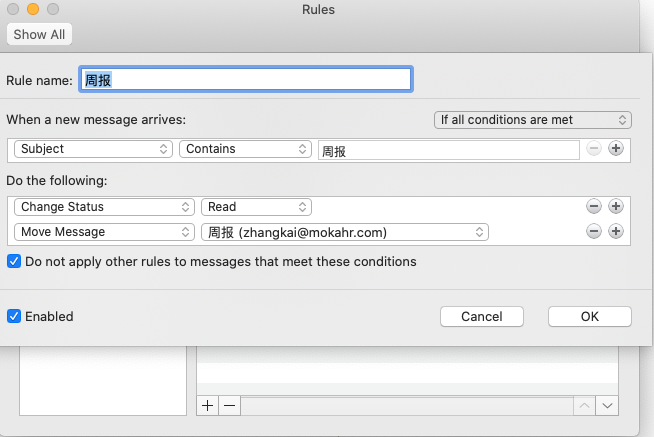 Rules
Show All
Rule name: 周报
When a new message arrives: If all conditions are met
Subject Contains 周报
Do the following:
Change Status Read
Move Message 周报 (zhangkai@mokahr.com)
Do not apply other rules to messages that meet these conditions
Enabled Cancel OK